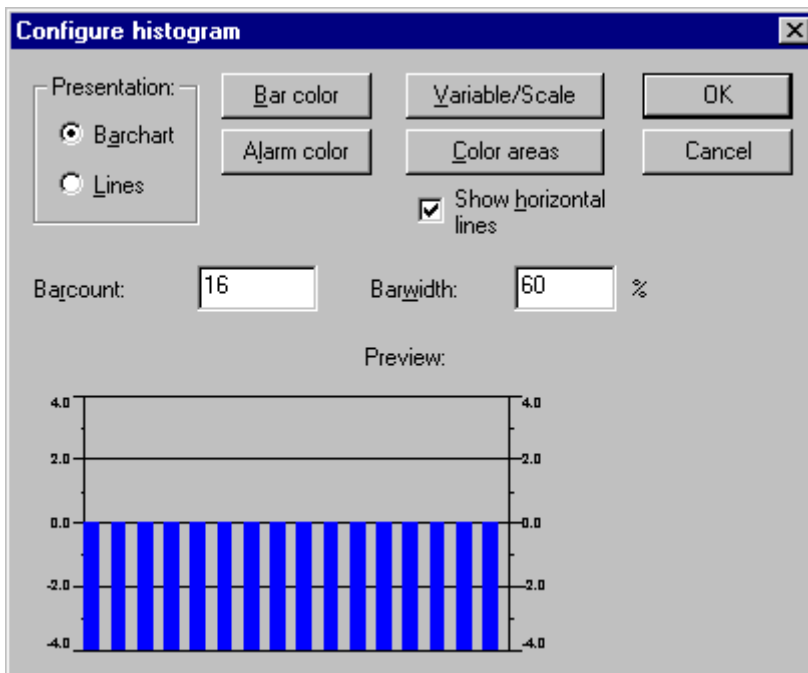 Configure histogram
Presentation:
Barchart
Lines
Bar color
Alarm color
Variable/Scale
Color areas
Show horizontal
lines
OK
Cancel
Barcount: 16
Barwidth: 60 %
Preview:
4.0 4.0
2.0 2.0
0.0 0.0
-2.0 -2.0
-4.0 -4.0